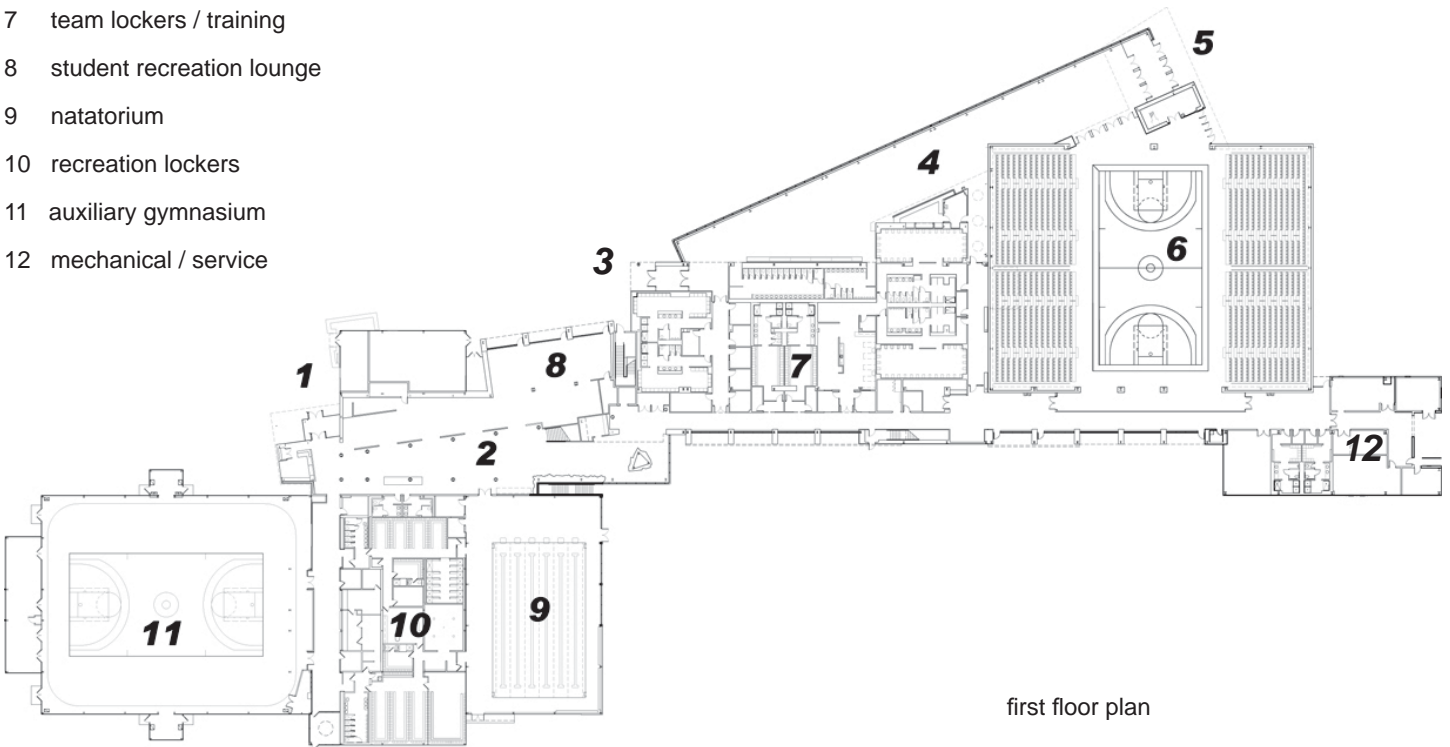 7 team lockers / training
8 student recreation lounge
9 natatorium
10 recreation lockers
11 auxiliary gymnasium
12 mechanical / service
5
4
6
3
7
8
1
2
12
9
10
11
first floor plan